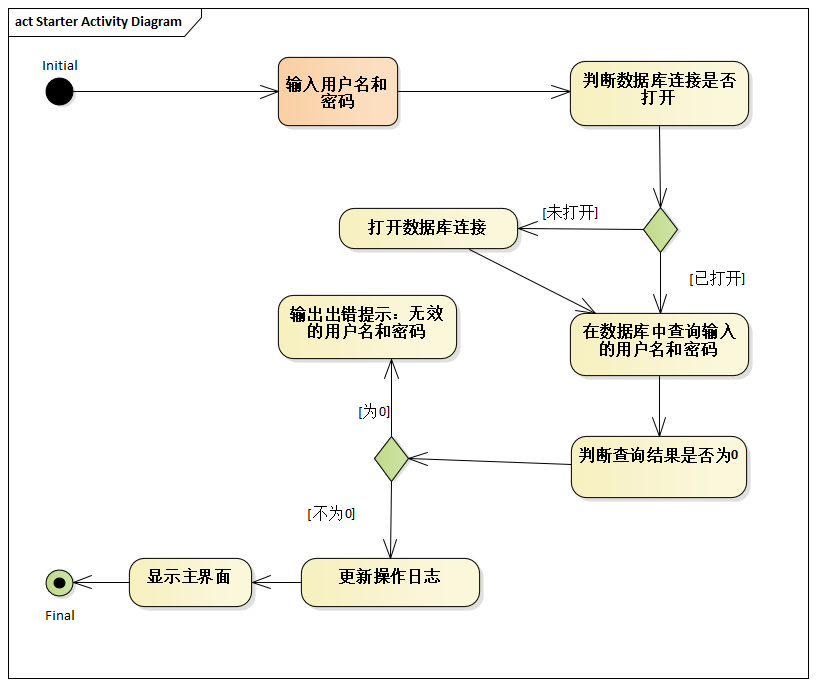 act Starter Activity Diagram
Initial
输入用户名和
密码
判断数据库连接是否
打开
[未打开]
打开数据库连接
[已打开]
输出出错提示：无效
的用户名和密码
在数据库中查询输入
的用户名和密码
[为0]
判断查询结果是否为0
[不为0]
显示主界面
更新操作日志
Final